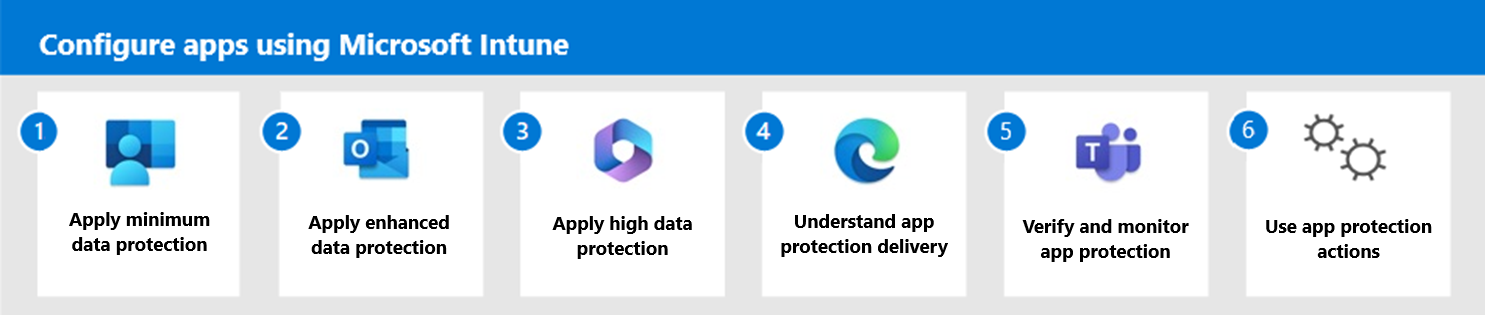 Configure apps using Microsoft Intune
1
Apply minimum
data protection
2
O
Apply enhanced
data protection
3
Apply high data
protection
4
Understand app
protection delivery
5
T
Verify and monitor
app protection
6
Use app protection
actions